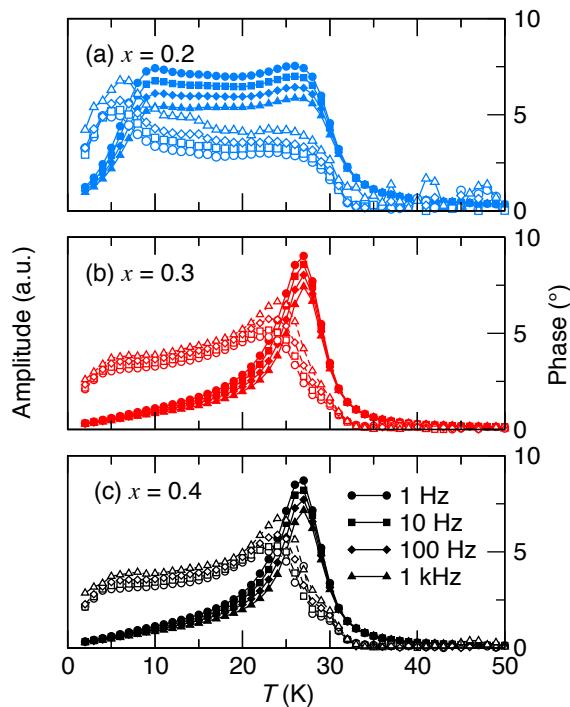 (a) x = 0.2
10
5
0
(b) x = 0.3
10
5
0
Amplitude (a.u.)
Phase (°)
(c) x = 0.4
1 Hz
10 Hz
100 Hz
1 kHz
10
5
0
0 10 20 30 40 50
T (K)